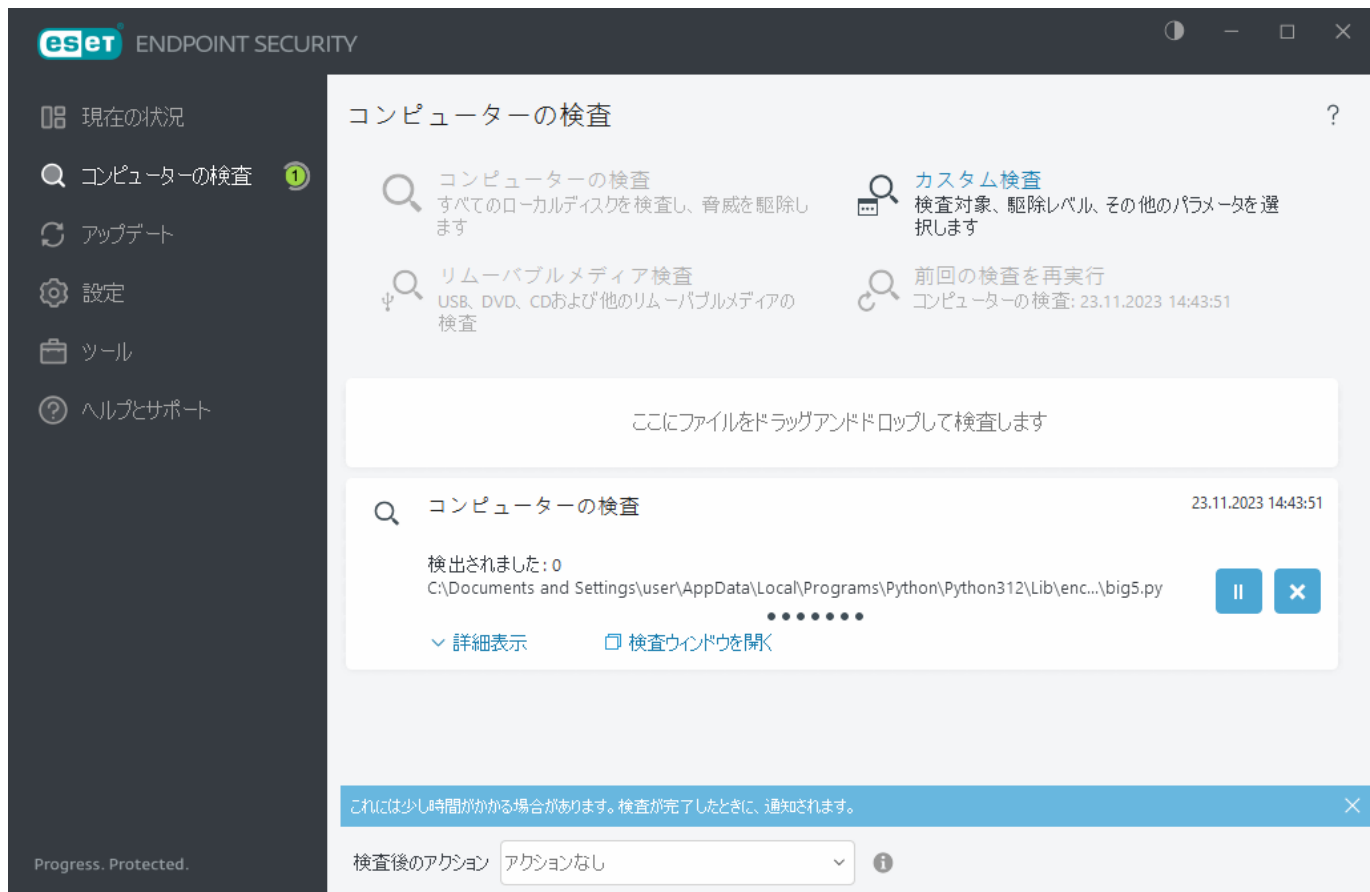 eset ENDPOINT SECURITY
現在の状況
コンピューターの検査 1
アップデート
設定
ツール
ヘルプとサポート
Progress. Protected.
コンピューターの検査
?
コンピューターの検査
すべてのローカルディスクを検査し、脅威を駆除し
ます
カスタム検査
検査対象、駆除レベル、その他のパラメータを選
択します
リムーバブルメディア検査
USB、DVD、CDおよび他のリムーバブルメディアの
検査
前回の検査を再実行
コンピューターの検査: 23.11.2023 14:43:51
ここにファイルをドラッグアンドドロップして検査します
コンピューターの検査 23.11.2023 14:43:51
検出されました: 0
C:\Documents and Settings\user\AppData\Local\Programs\Python\Python312\Lib\enc...\big5.py
詳細表示 検査ウィンドウを開く
これには少し時間がかかる場合があります。検査が完了したときに、通知されます。
検査後のアクション アクションなし